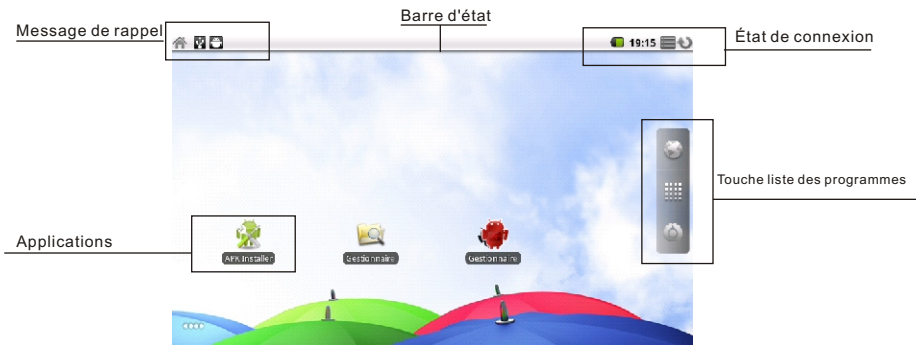 Barre d'état
Message de rappel
État de connexion
19:15
Touche liste des programmes
Applications
APK Installer
Gestionnaire
Gestionnaire